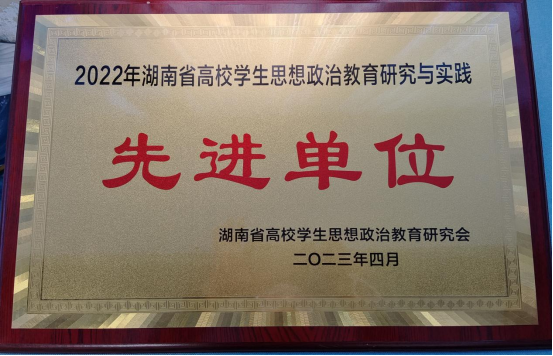 2022年湖南省高校学生思想政治教育研究与实践
先进单位
湖南省高校学生思想政治教育研究会
二〇二三年四月